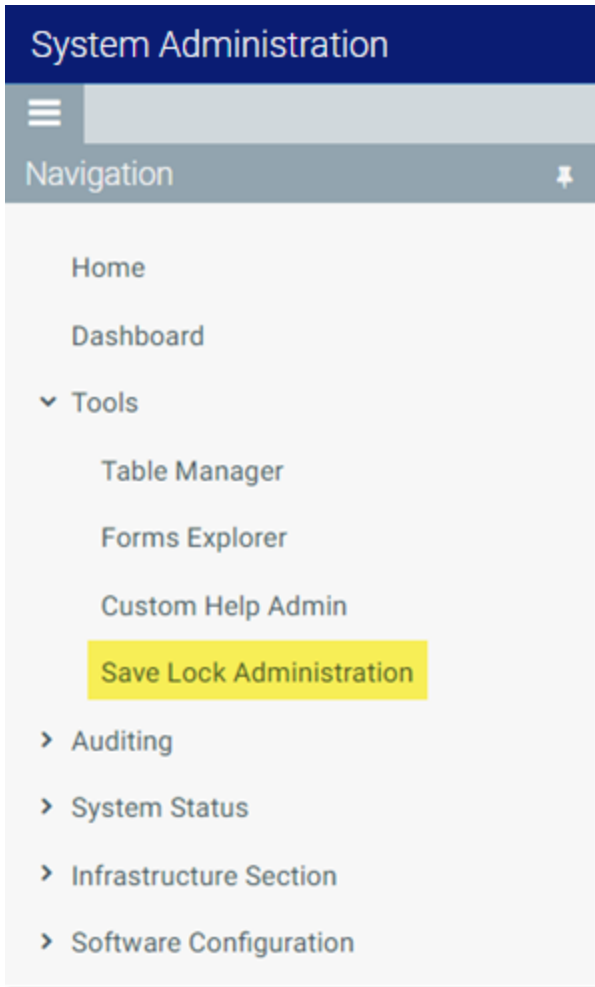 System Administration
Navigation
Home
Dashboard
Tools
Table Manager
Forms Explorer
Custom Help Admin
Save Lock Administration
Auditing
System Status
Infrastructure Section
Software Configuration